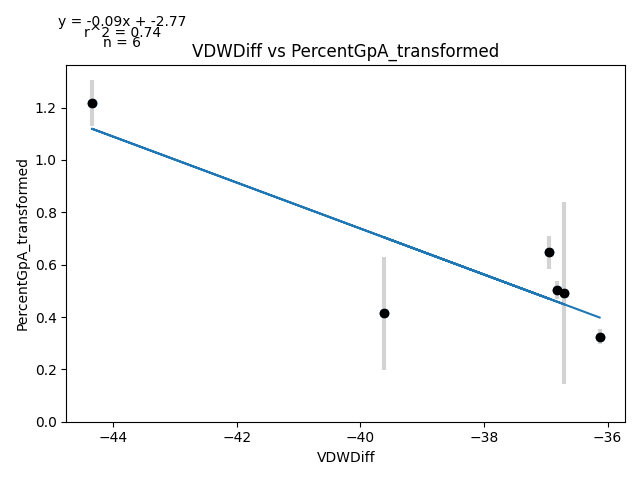 y = -0.09x + -2.77
r^2 = 0.74
n = 6
VDWDiff vs PercentGpA_transformed
PercentGpA_transformed
1.2
1.0
0.8
0.6
0.4
0.2
0.0
−44
−42
−40
−38
−36
VDWDiff